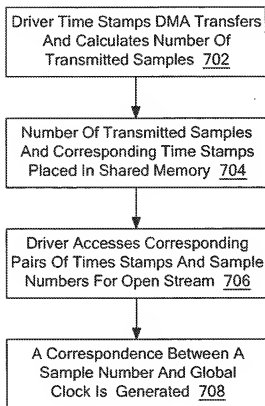 Driver Time Stamps DMA Transfers
And Calculates Number Of
Transmitted Samples 702
Number Of Transmitted Samples
And Corresponding Time Stamps
Placed In Shared Memory 704
Driver Accesses Corresponding
Pairs Of Times Stamps And Sample
Numbers For Open Stream 706
A Correspondence Between A
Sample Number And Global
Clock Is Generated 708